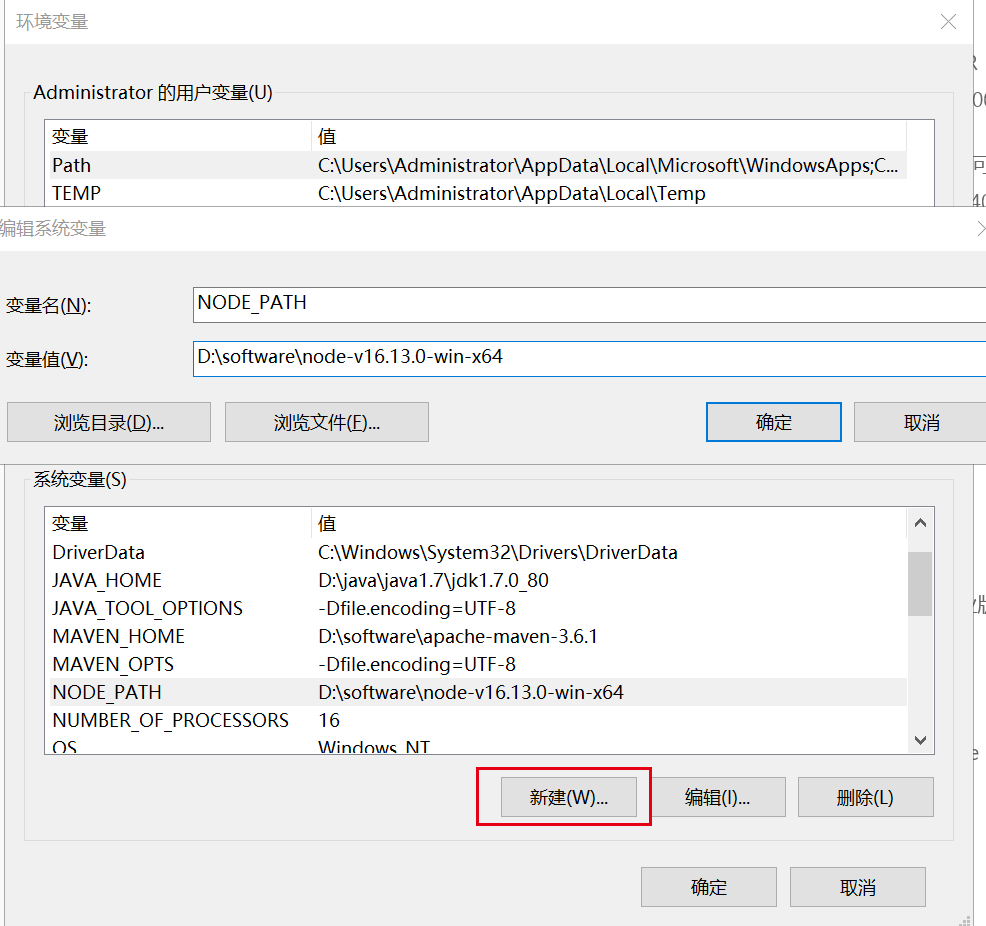 环境变量
Administrator 的用户变量(U)
变量 值
Path C:\Users\Administrator\AppData\Local\Microsoft\WindowsApps;C...
TEMP C:\Users\Administrator\AppData\Local\Temp
编辑系统变量
变量名(N): NODE_PATH
变量值(V): D:\software\node-v16.13.0-win-x64
浏览目录(D)... 浏览文件(F)... 确定 取消
系统变量(S)
变量 值
DriverData C:\Windows\System32\Drivers\DriverData
JAVA_HOME D:\java\java1.7\jdk1.7.0_80
JAVA_TOOL_OPTIONS -Dfile.encoding=UTF-8
MAVEN_HOME D:\software\apache-maven-3.6.1
MAVEN_OPTS -Dfile.encoding=UTF-8
NODE_PATH D:\software\node-v16.13.0-win-x64
NUMBER_OF_PROCESSORS 16
OS Windows_NT
新建(W)... 编辑(I)... 删除(L)
确定 取消